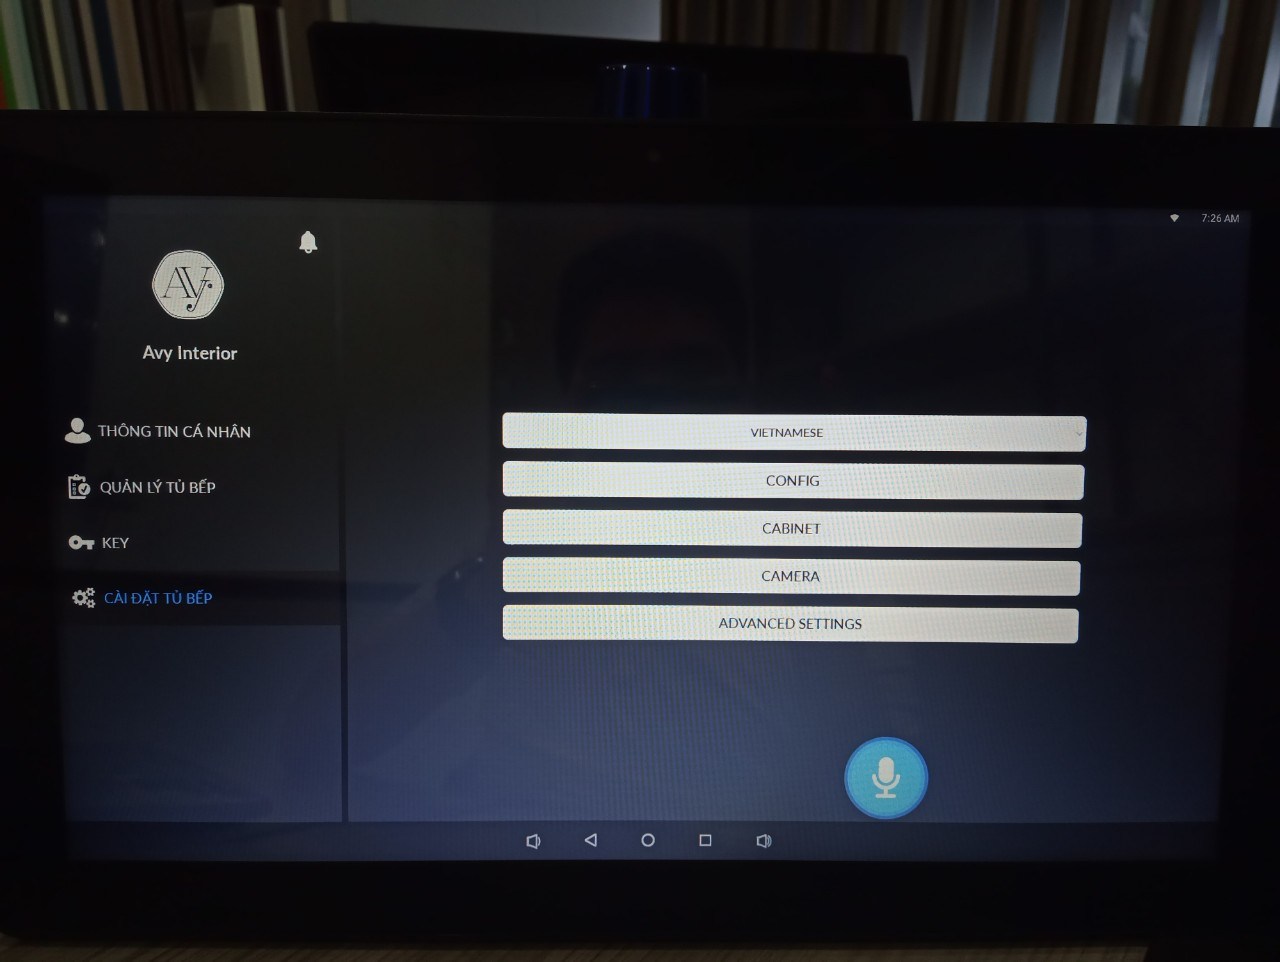 7:26 AM
AVy
Avy Interior
THÔNG TIN CÁ NHÂN
QUẢN LÝ TỦ BẾP
KEY
CÀI ĐẶT TỦ BẾP
VIETNAMESE
CONFIG
CABINET
CAMERA
ADVANCED SETTINGS